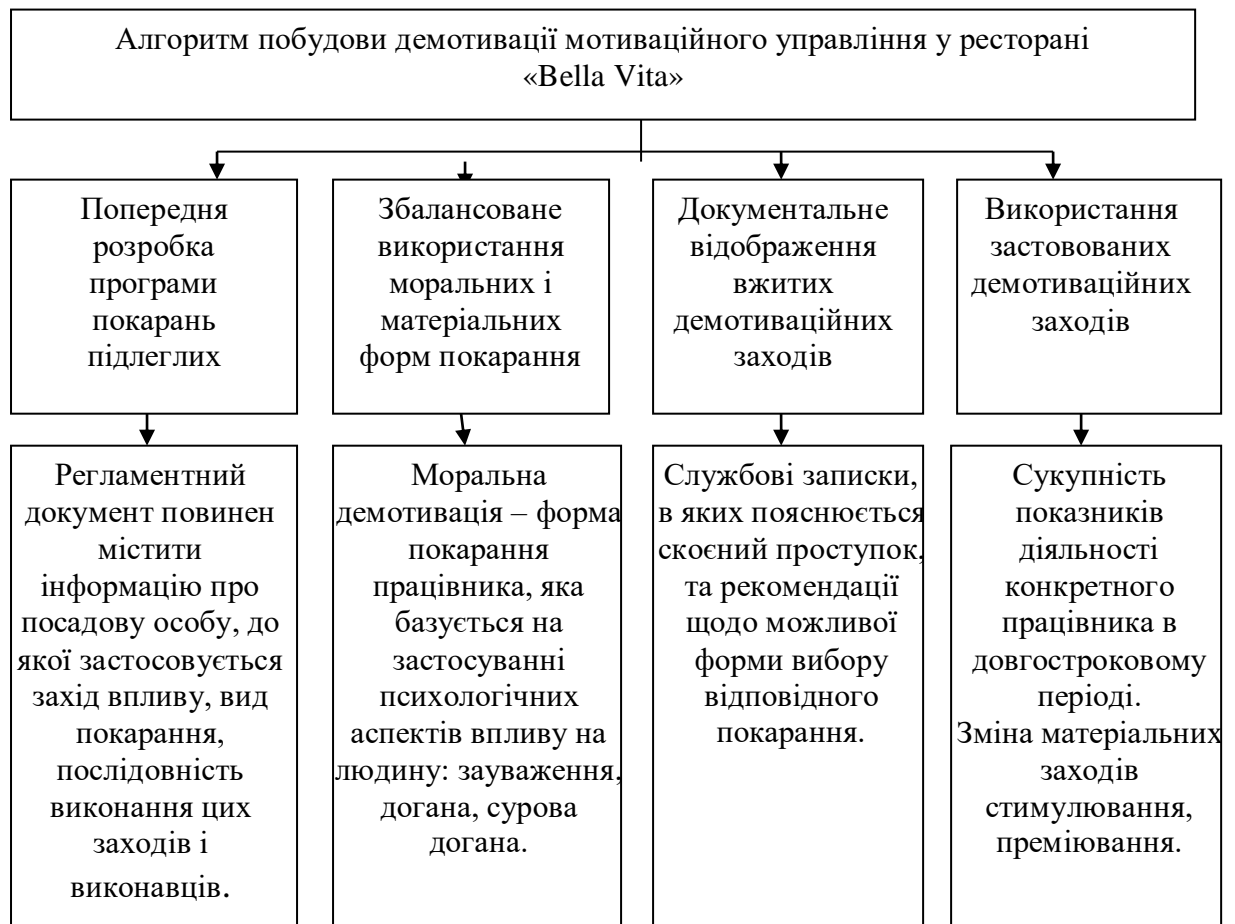 Алгоритм побудови демотивації мотиваційного управління у ресторані
«Bella Vita»
Попередня
розробка
програми
покарань
підлеглих
Збалансоване
використання
моральних і
матеріальних
форм покарання
Документальне
відображення
вжитих
демотиваційних
заходів
Використання
застовованих
демотиваційних
заходів
Регламентний
документ повинен
містити
інформацію про
посадову особу, до
якої застосовується
захід впливу, вид
покарання,
послідовність
виконання цих
заходів і
виконавців.
Моральна
демотивація – форма
покарання
працівника, яка
базується на
застосуванні
психологічних
аспектів впливу на
людину: зауваження,
догана, сурова
догана.
Службові записки,
в яких пояснюється
скоєний проступок,
та рекомендації
щодо можливої
форми вибору
відповідного
покарання.
Сукупність
показників
діяльності
конкретного
працівника в
довгостроковому
періоді.
Зміна матеріальних
заходів
стимулювання,
преміювання.